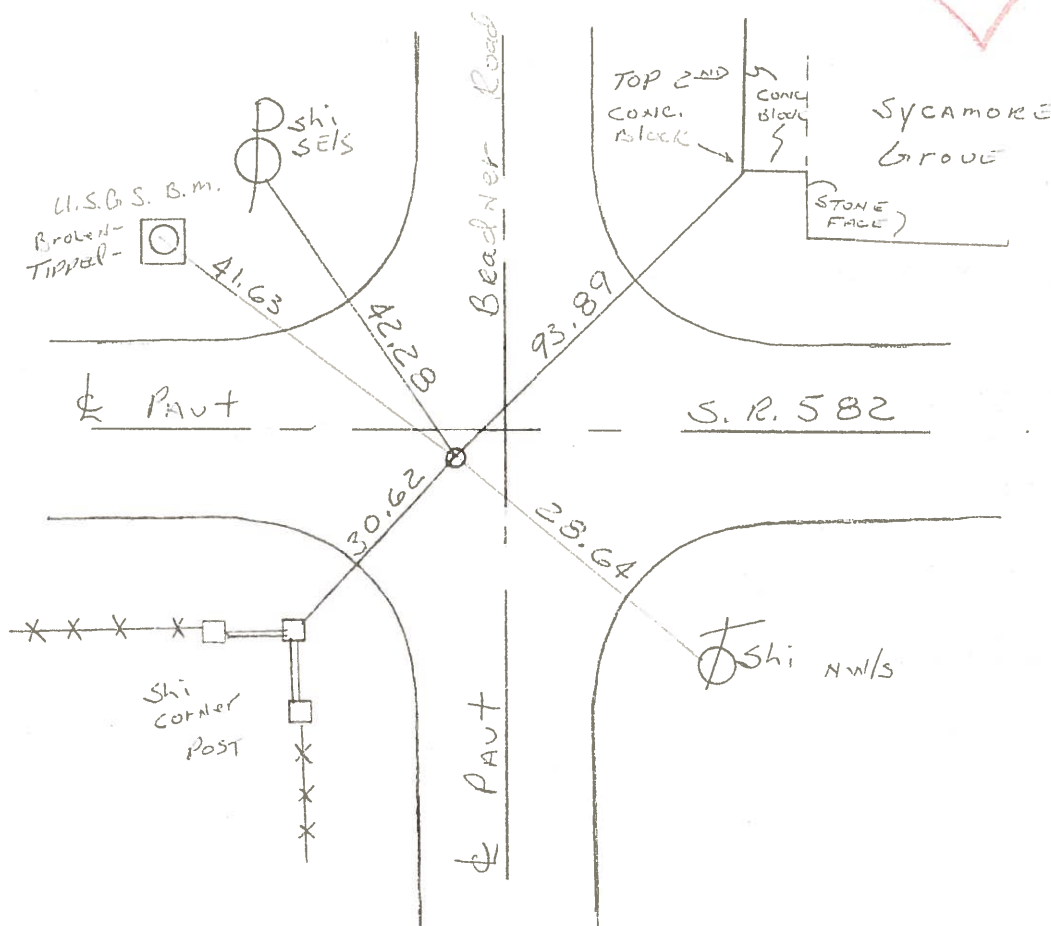 Beadner Road
TOP 2ND
CONC.
Block
CONC
Block
SYCAMORE
GROVE
STONE
FACE
P Shi
SE/S
U.S.G.S. B.M.
Broken-
Tipped-
41.63
42.28
93.89
℄ PAVt
S.R. 582
30.62
28.64
Shi
Corner
POST
T Shi NW/S
℄ PAVt